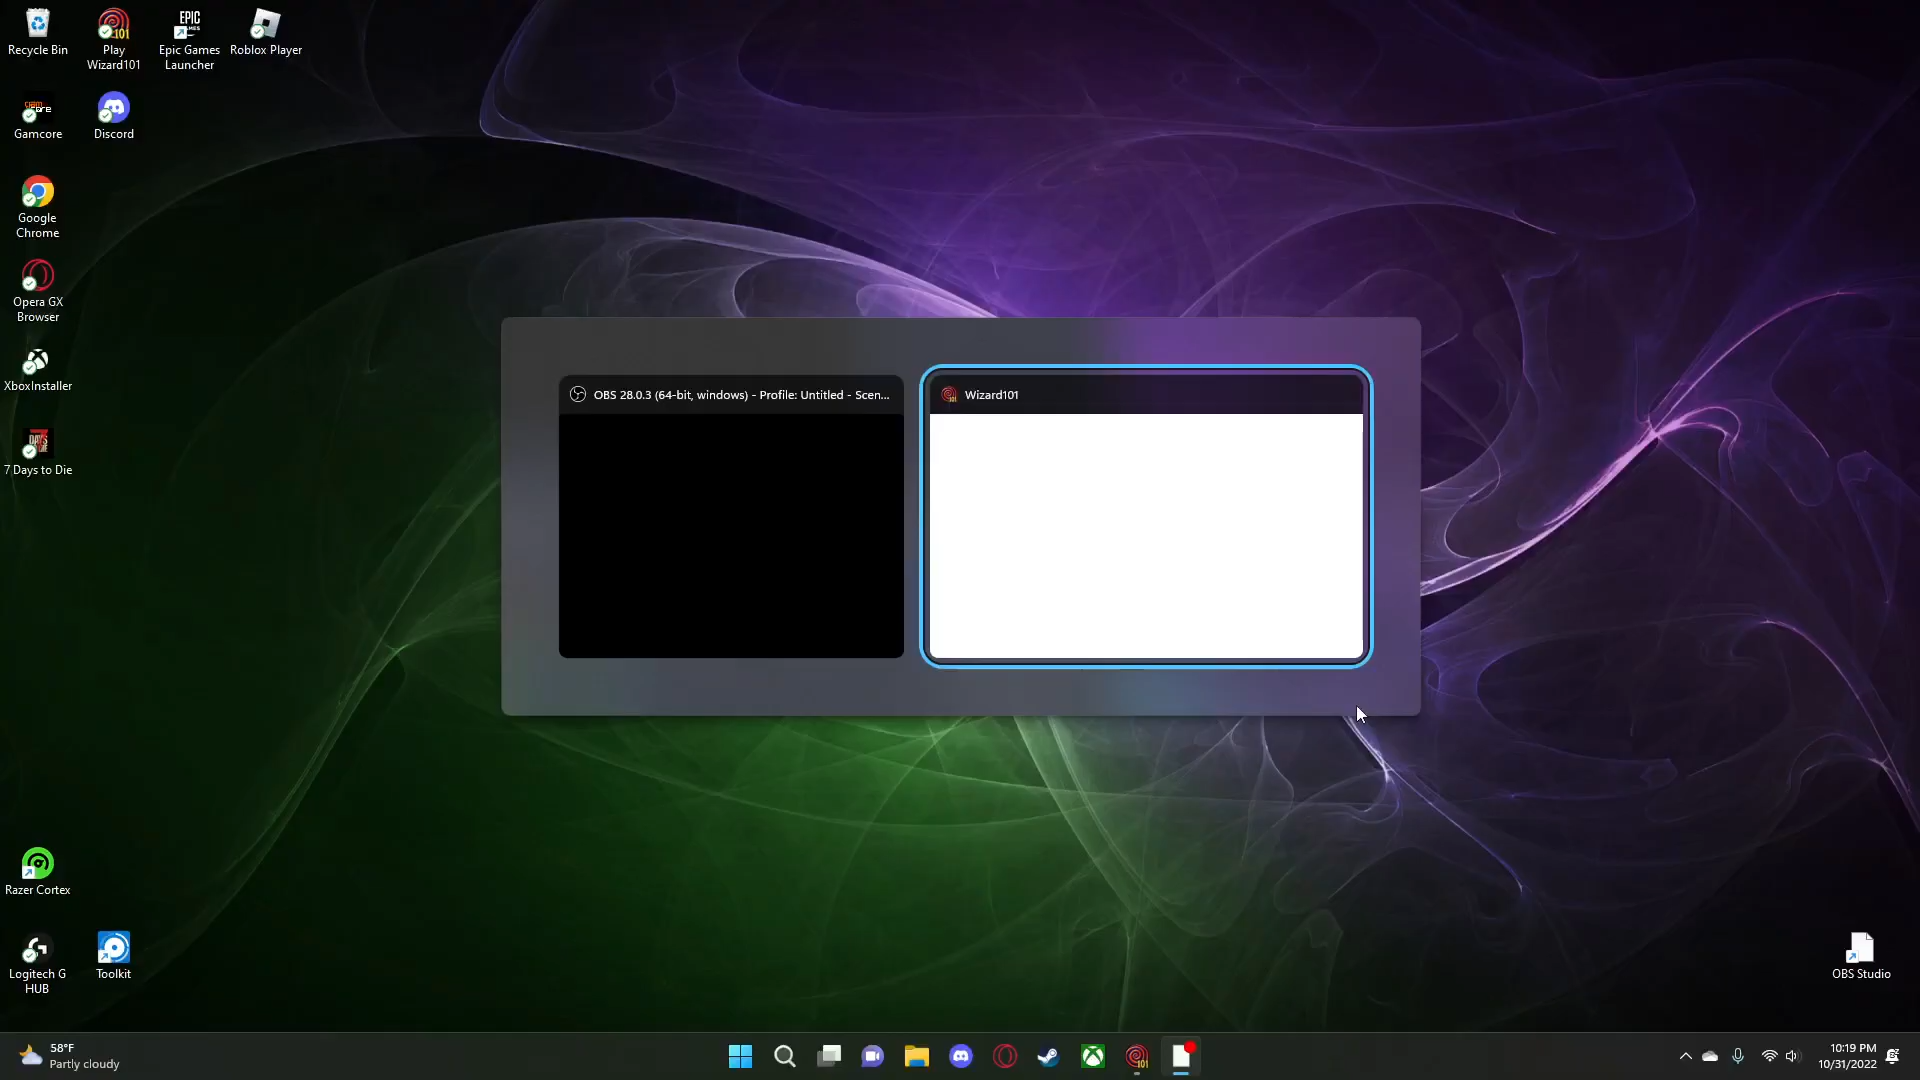 Recycle Bin
Play
Wizard101
Epic Games
Launcher
Roblox Player
Gamcore
Discord
Google
Chrome
Opera GX
Browser
XboxInstaller
7 Days to Die
OBS 28.0.3 (64-bit, windows) - Profile: Untitled - Scen...
Wizard101
Razer Cortex
Logitech G
HUB
Toolkit
OBS Studio
58°F
Partly cloudy
10:19 PM
10/31/2022